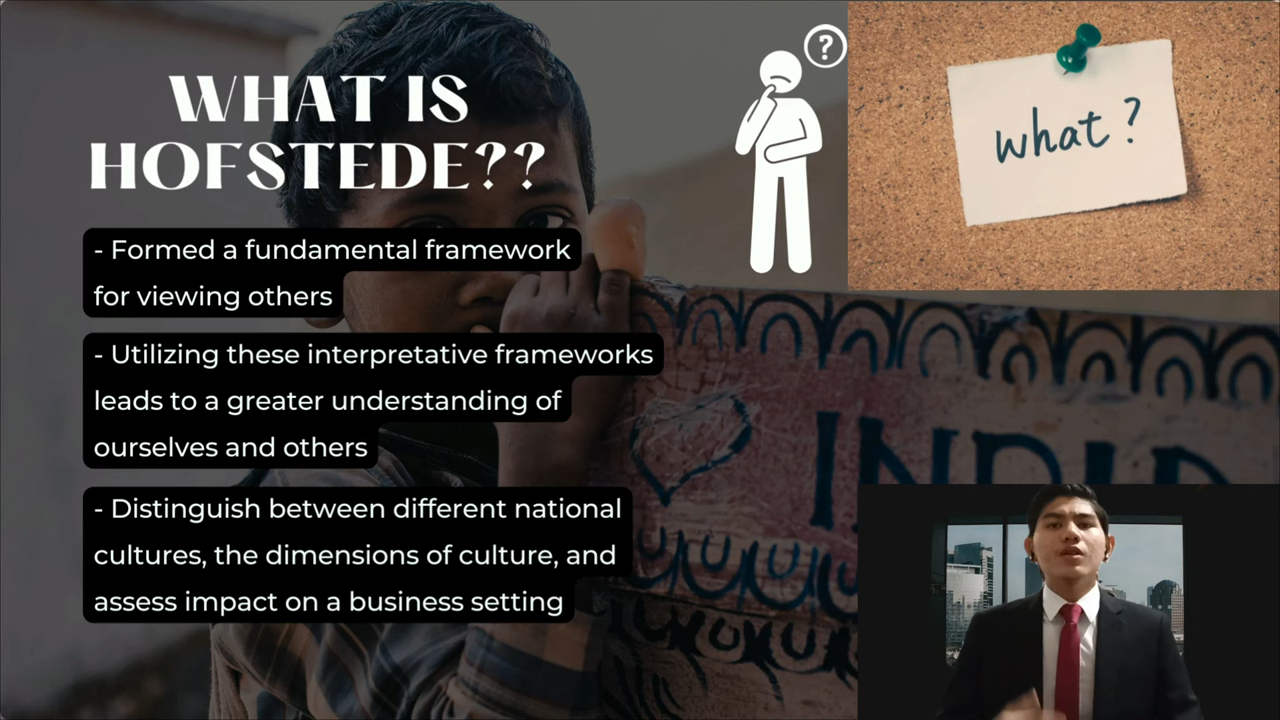 WHAT IS
HOFSTEDE??
- Formed a fundamental framework
for viewing others
- Utilizing these interpretative frameworks
leads to a greater understanding of
ourselves and others
- Distinguish between different national
cultures, the dimensions of culture, and
assess impact on a business setting
?
what?